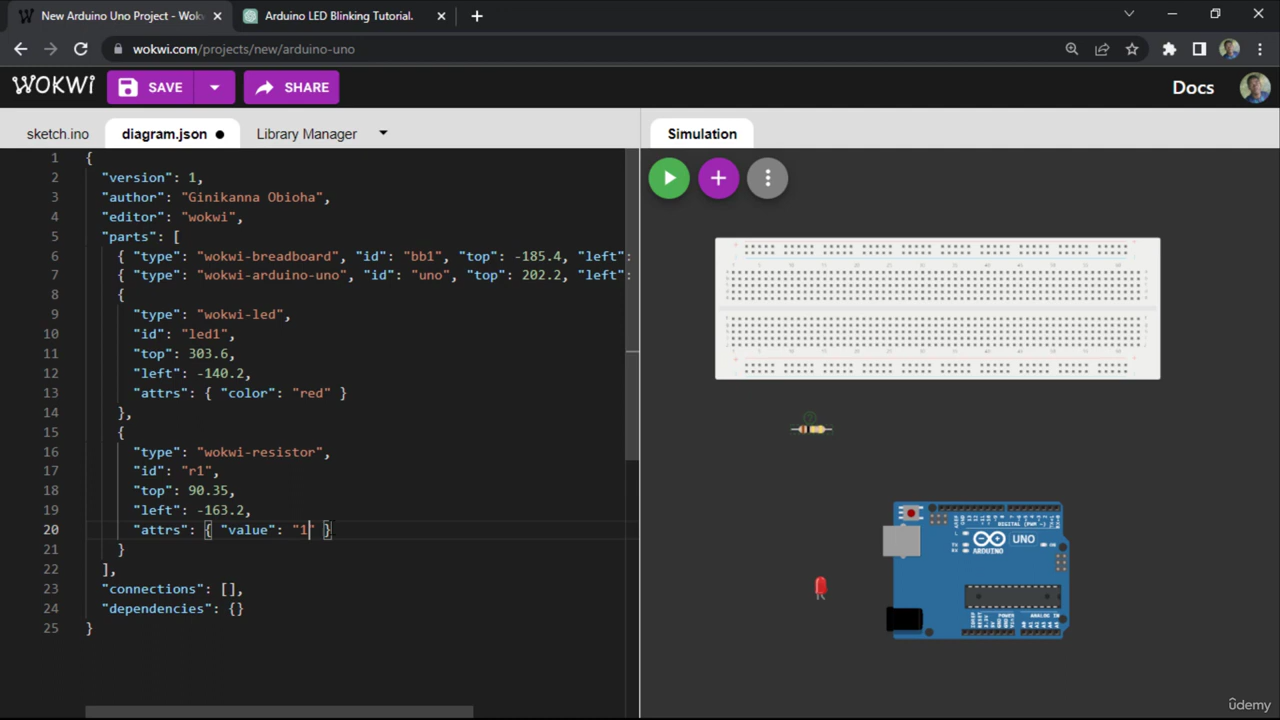 New Arduino Uno Project - Wok
Arduino LED Blinking Tutorial.
wokwi.com/projects/new/arduino-uno
WOKWi
SAVE
SHARE
Docs
sketch.ino
diagram.json
Library Manager
Simulation
1 {
2 "version": 1,
3 "author": "Ginikanna Obioha",
4 "editor": "wokwi",
5 "parts": [
6 { "type": "wokwi-breadboard", "id": "bb1", "top": -185.4, "left":
7 { "type": "wokwi-arduino-uno", "id": "uno", "top": 202.2, "left":
8 {
9 "type": "wokwi-led",
10 "id": "led1",
11 "top": 303.6,
12 "left": -140.2,
13 "attrs": { "color": "red" }
14 },
15 {
16 "type": "wokwi-resistor",
17 "id": "r1",
18 "top": 90.35,
19 "left": -163.2,
20 "attrs": { "value": "1" }
21 }
22 ],
23 "connections": [],
24 "dependencies": {}
25 }
DIGITAL (PWM ~)
UNO
ARDUINO
POWER
ANALOG IN
ûdemy